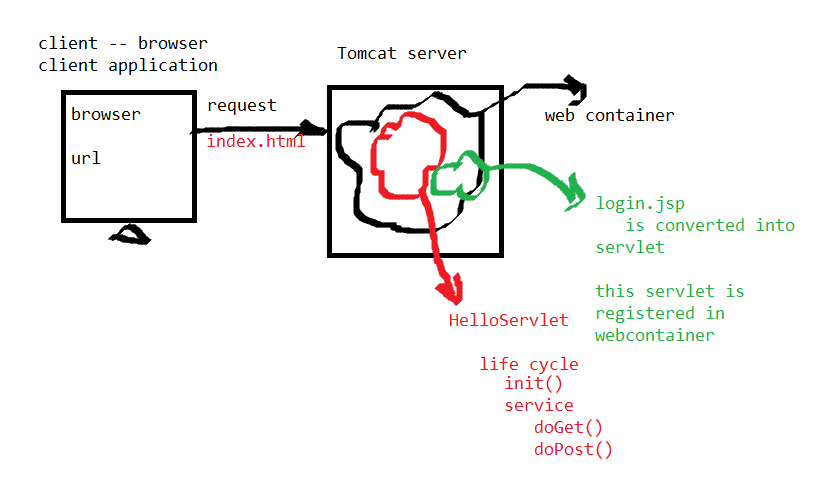 client -- browser
client application
Tomcat server
browser
url
request
index.html
web container
login.jsp
is converted into
servlet
this servlet is
registered in
webcontainer
HelloServlet
life cycle
init()
service
doGet()
doPost()